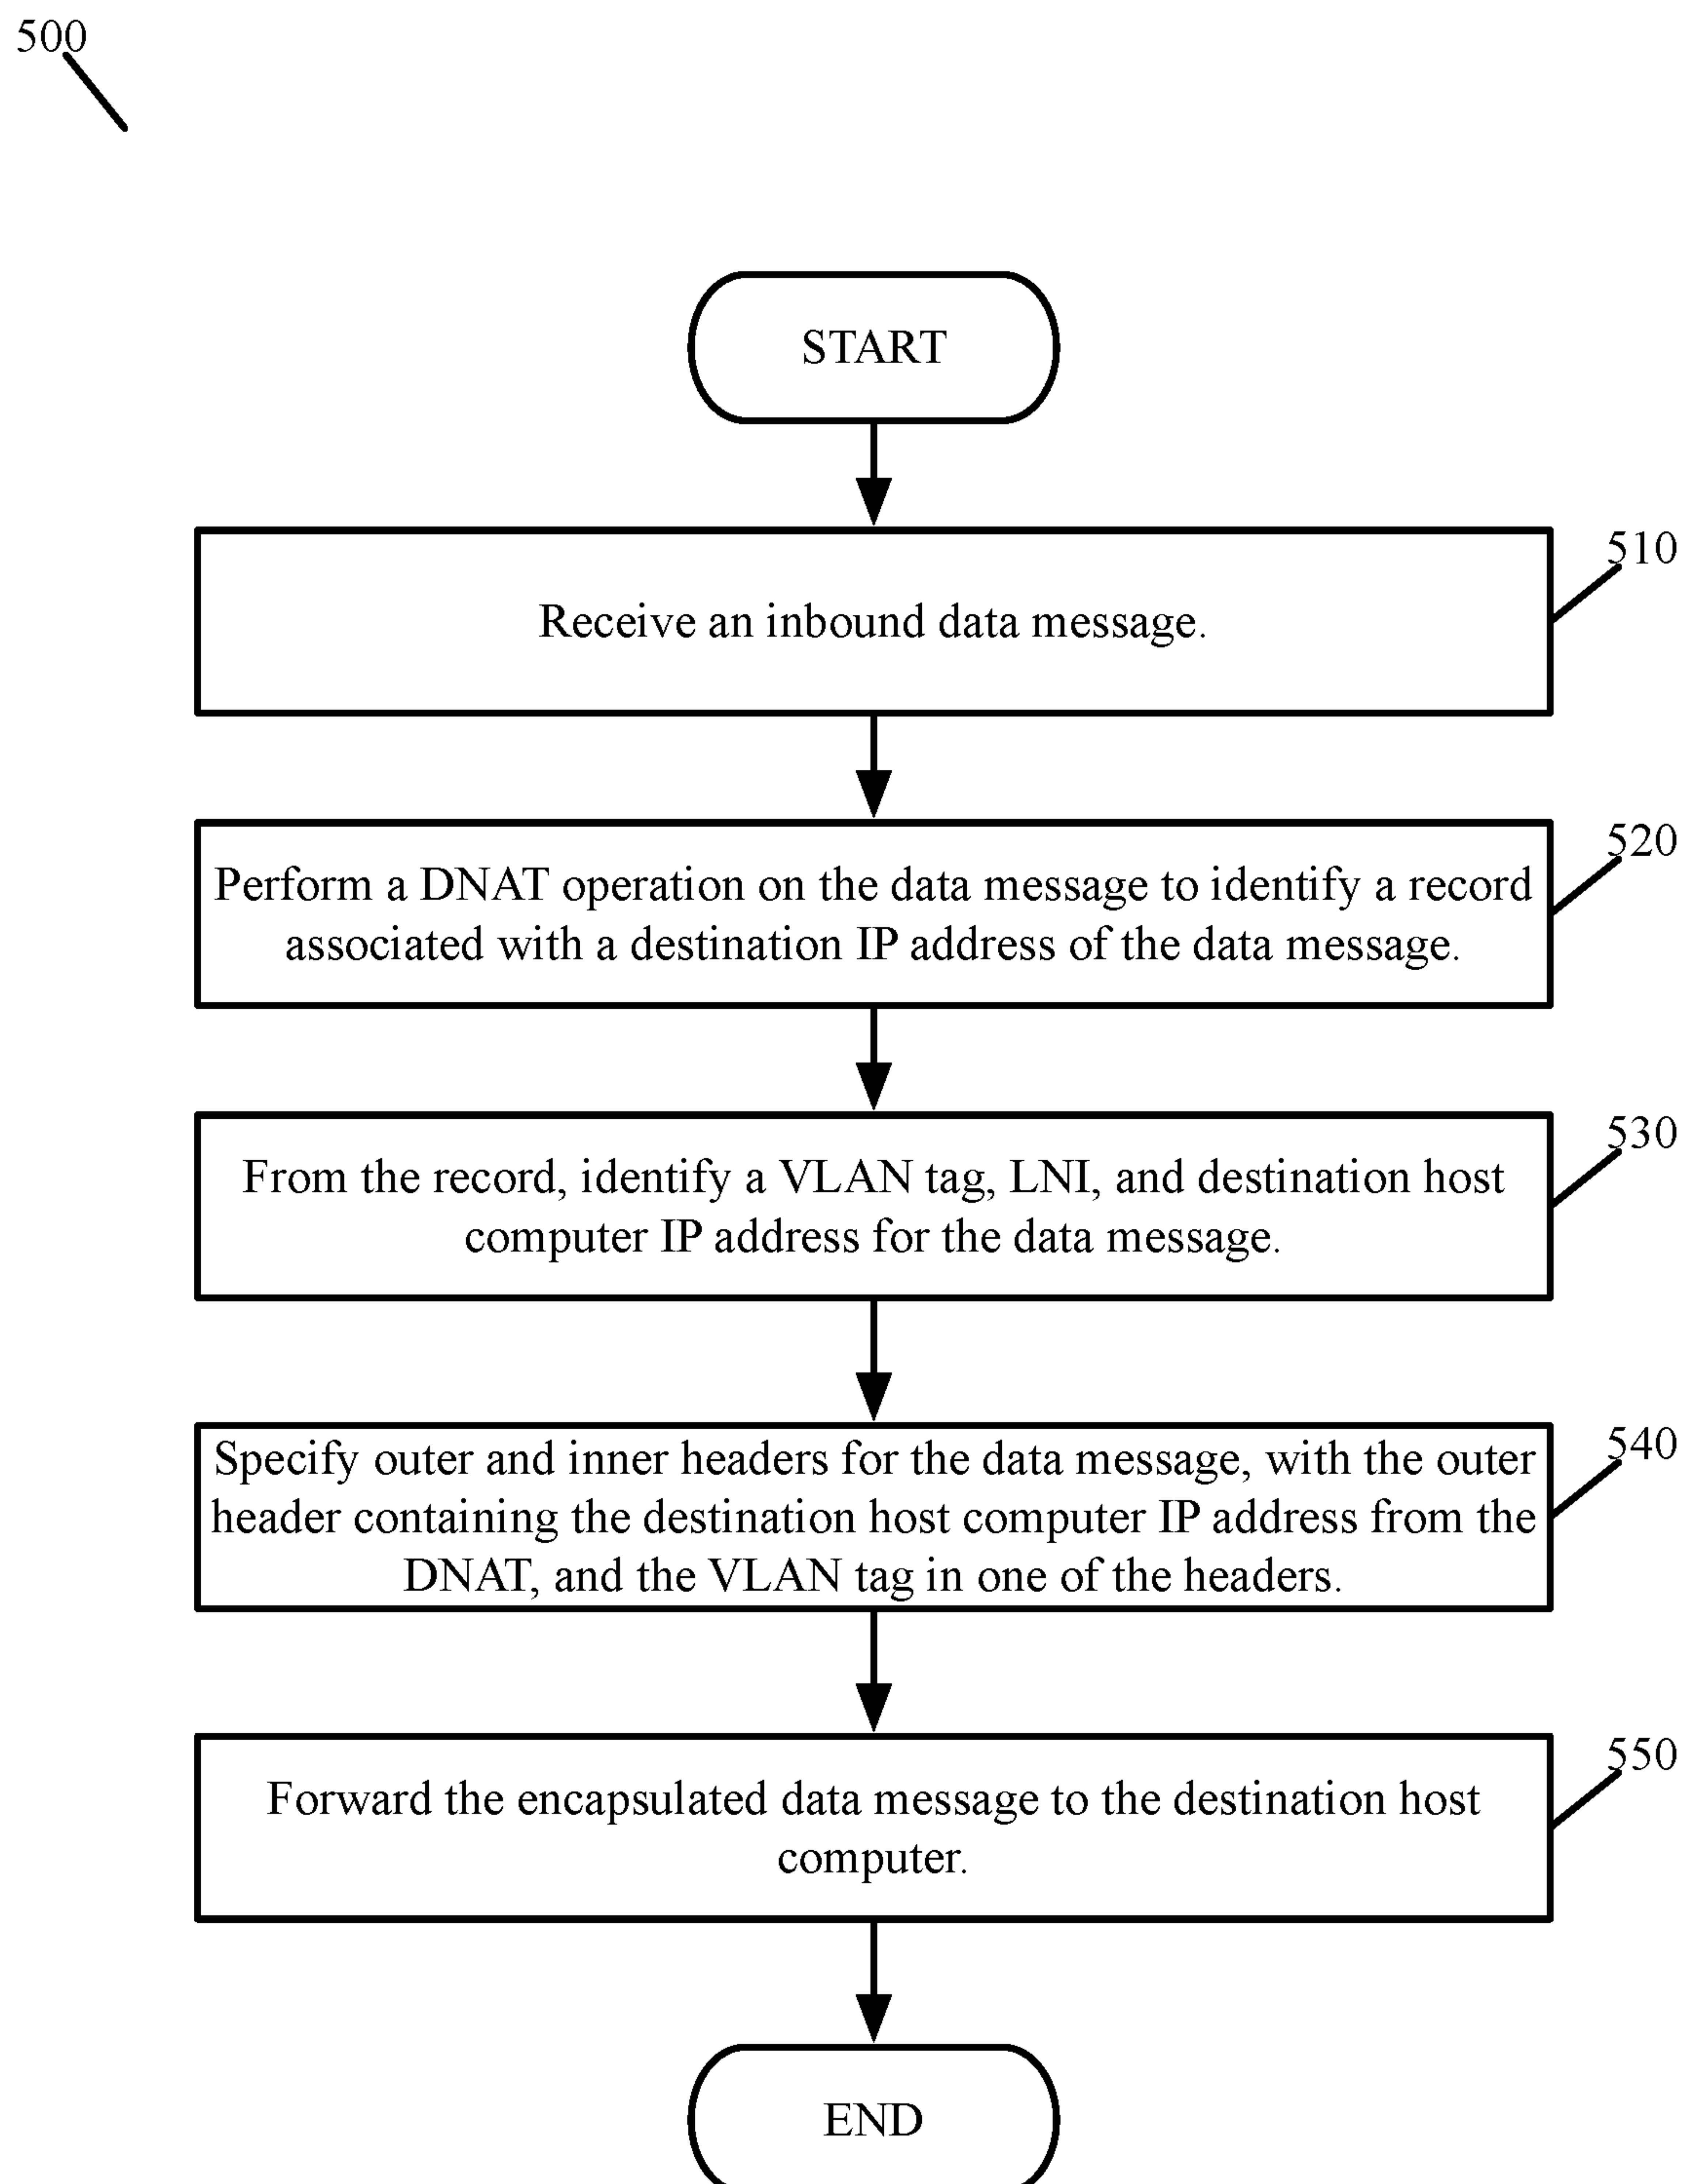 500
START
510
Receive an inbound data message.
520
Perform a DNAT operation on the data message to identify a record
associated with a destination IP address of the data message.
530
From the record, identify a VLAN tag, LNI, and destination host
computer IP address for the data message.
540
Specify outer and inner headers for the data message, with the outer
header containing the destination host computer IP address from the
DNAT, and the VLAN tag in one of the headers.
550
Forward the encapsulated data message to the destination host
computer.
END